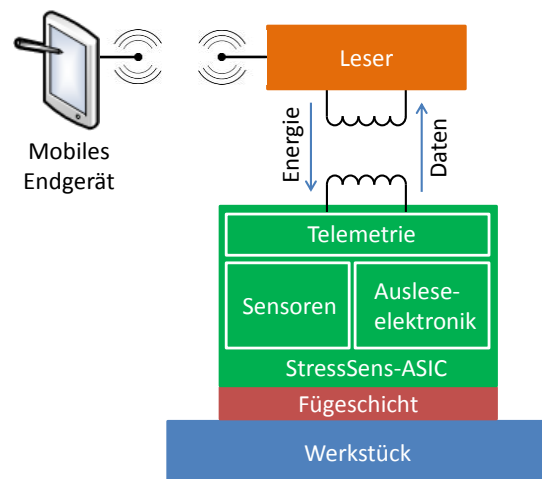 Leser
Mobiles
Endgerät
Energie
Daten
Telemetrie
Sensoren
Auslese-
elektronik
StressSens-ASIC
Fügeschicht
Werkstück